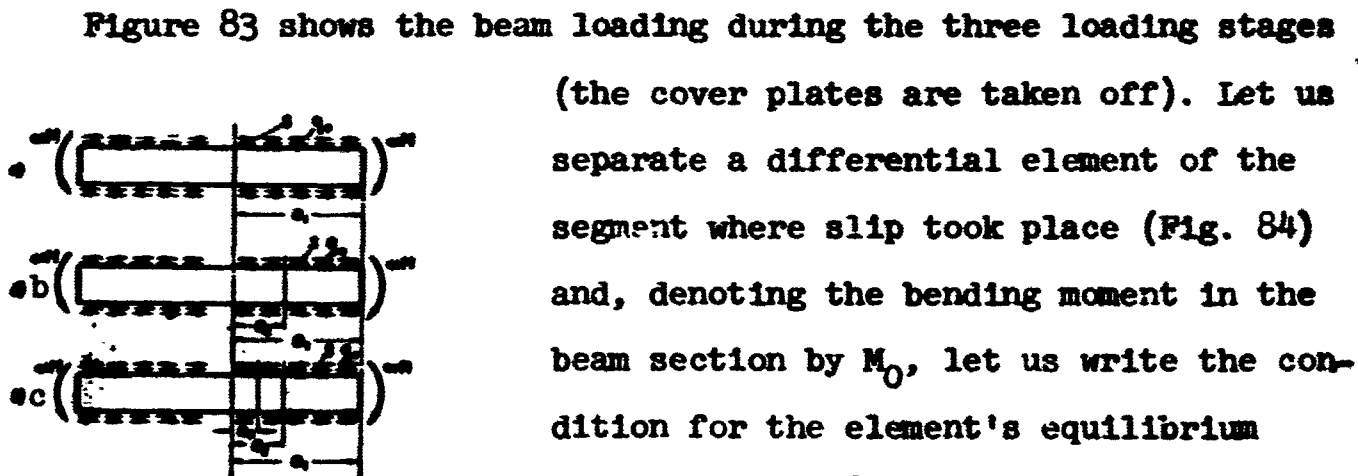 Figure 83 shows the beam loading during the three loading stages
(the cover plates are taken off). Let us
separate a differential element of the
segment where slip took place (Fig. 84)
and, denoting the bending moment in the
beam section by M₀, let us write the con-
dition for the element's equilibrium
b
c